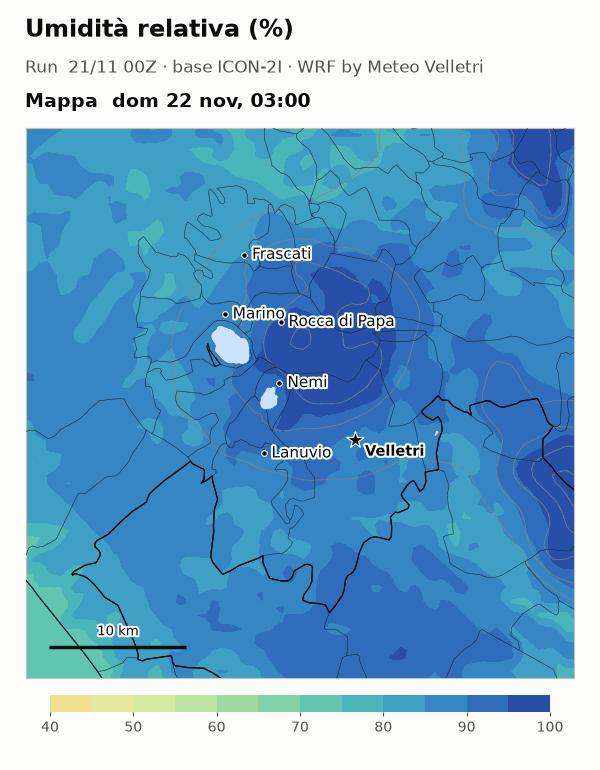 Umidità relativa (%)
Run  21/11 00Z · base ICON-2I · WRF by Meteo Velletri
Mappa  dom 22 nov, 03:00
Frascati
Marino
Rocca di Papa
Nemi
Velletri
Lanuvio
10 km
40 50 60 70 80 90 100